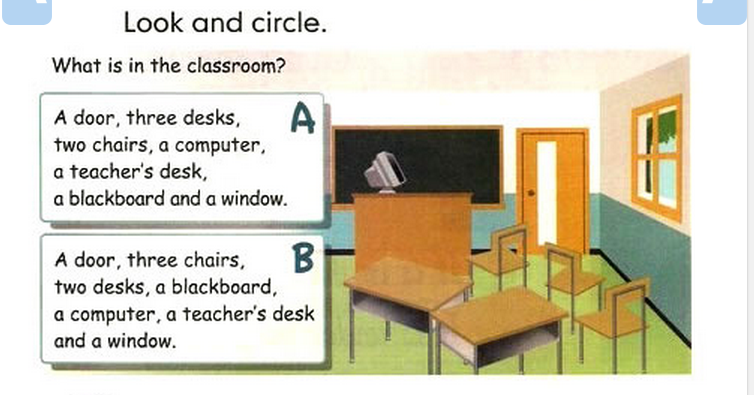 Look and circle.
What is in the classroom?
A door, three desks,
two chairs, a computer,
a teacher's desk,
a blackboard and a window.
A
A door, three chairs,
two desks, a blackboard,
a computer, a teacher's desk
and a window.
B